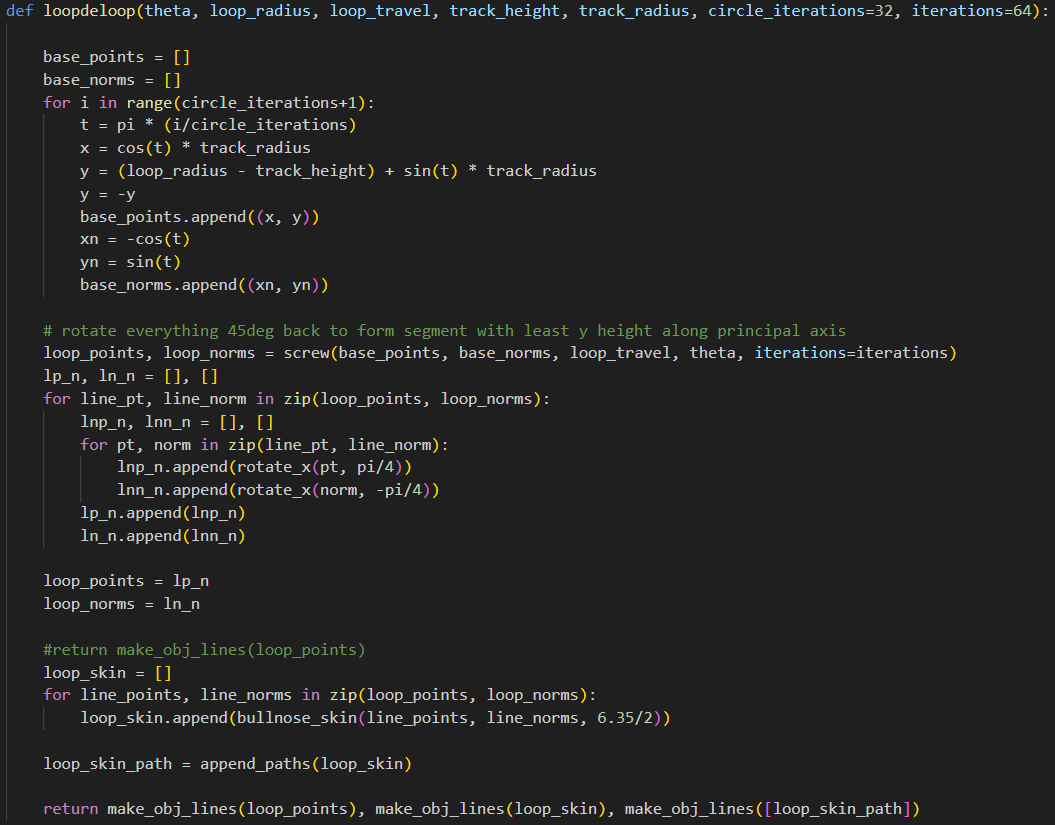 def loopdeloop(theta, loop_radius, loop_travel, track_height, track_radius, circle_iterations=32, iterations=64):
base_points = []
base_norms = []
for i in range(circle_iterations+1):
t = pi * (i/circle_iterations)
x = cos(t) * track_radius
y = (loop_radius - track_height) + sin(t) * track_radius
y = -y
base_points.append((x, y))
xn = -cos(t)
yn = sin(t)
base_norms.append((xn, yn))
# rotate everything 45deg back to form segment with least y height along principal axis
loop_points, loop_norms = screw(base_points, base_norms, loop_travel, theta, iterations=iterations)
lp_n, ln_n = [], []
for line_pt, line_norm in zip(loop_points, loop_norms):
lnp_n, lnn_n = [], []
for pt, norm in zip(line_pt, line_norm):
lnp_n.append(rotate_x(pt, pi/4))
lnn_n.append(rotate_x(norm, -pi/4))
lp_n.append(lnp_n)
ln_n.append(lnn_n)
loop_points = lp_n
loop_norms = ln_n
#return make_obj_lines(loop_points)
loop_skin = []
for line_points, line_norms in zip(loop_points, loop_norms):
loop_skin.append(bullnose_skin(line_points, line_norms, 6.35/2))
loop_skin_path = append_paths(loop_skin)
return make_obj_lines(loop_points), make_obj_lines(loop_skin), make_obj_lines([loop_skin_path])